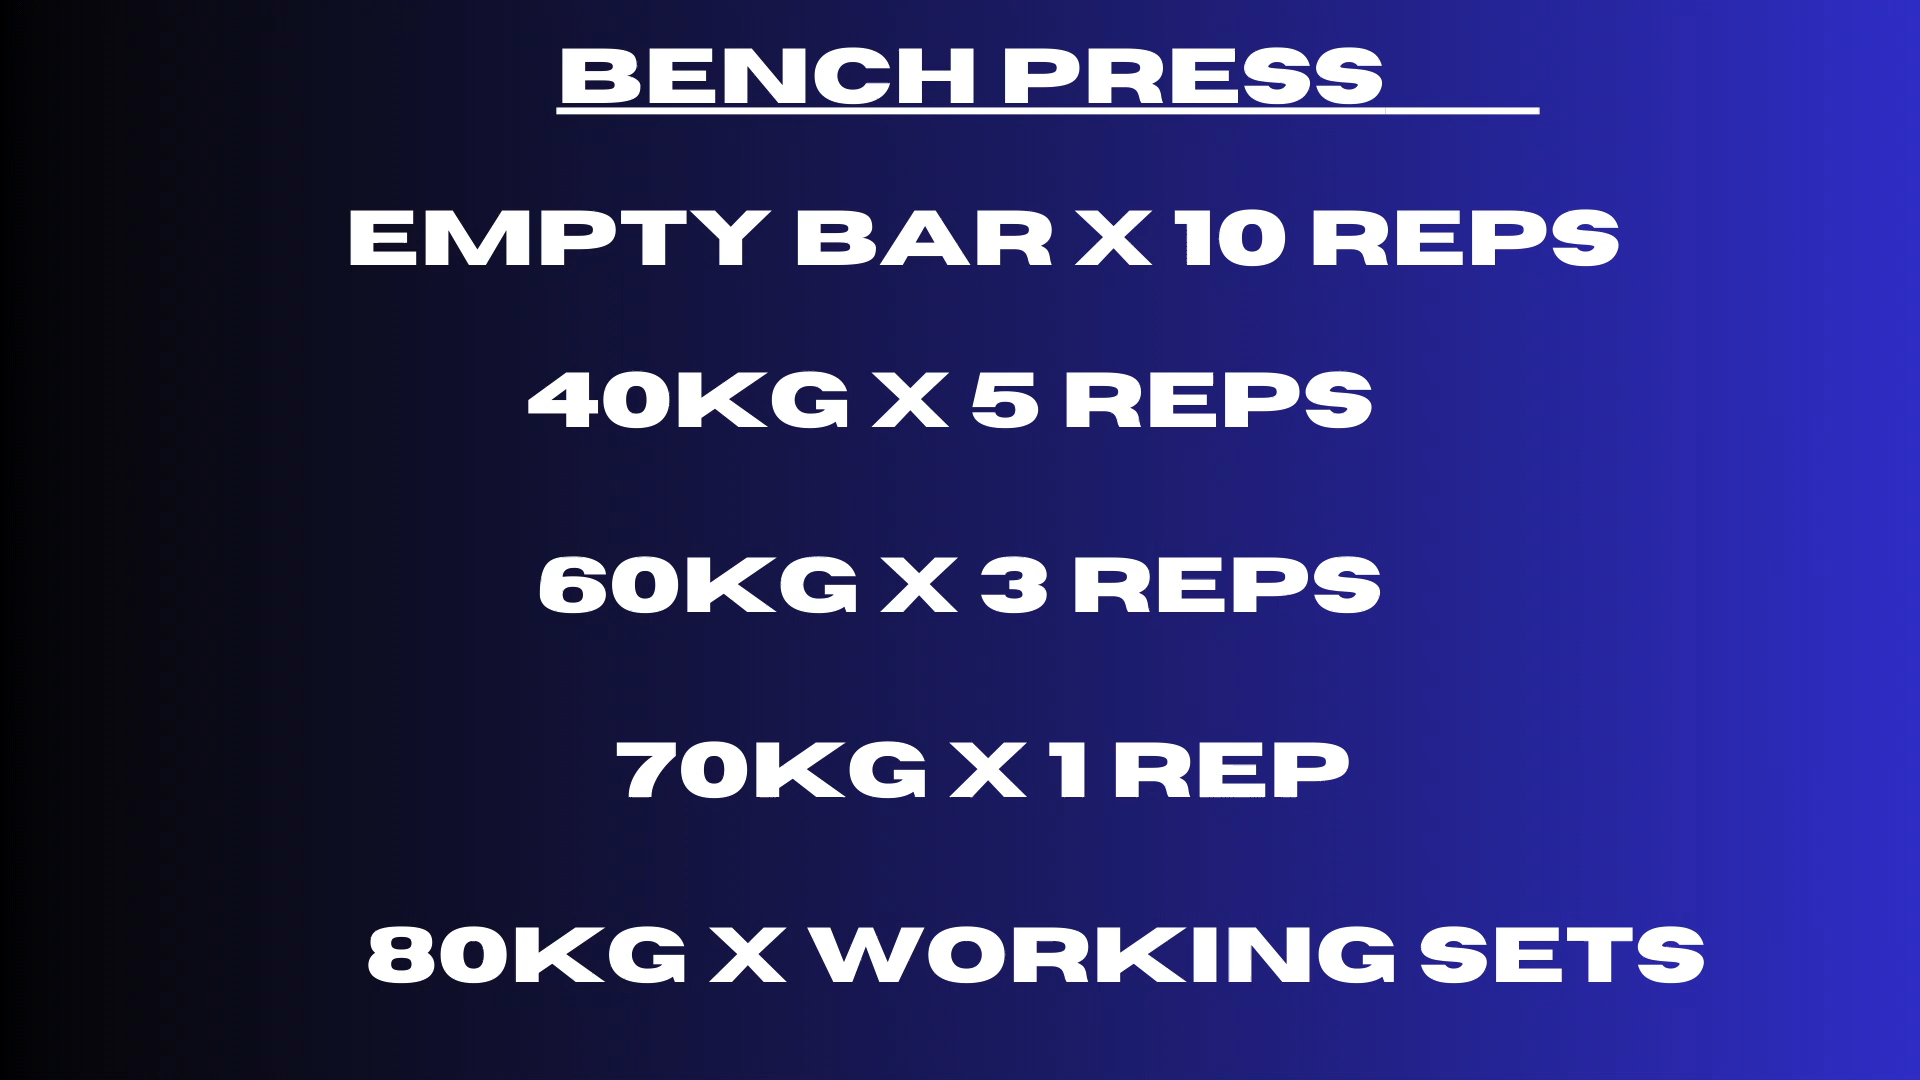 BENCH PRESS
EMPTY BAR X 10 REPS
40KG X 5 REPS
60KG X 3 REPS
70KG X 1 REP
80KG X WORKING SETS